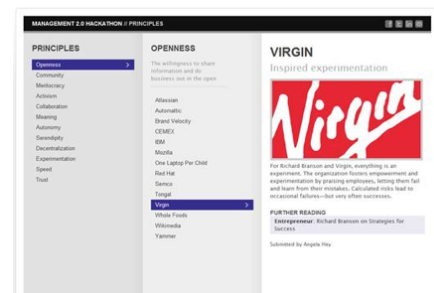 MANAGEMENT 2.0 HACKATHON // PRINCIPLES
PRINCIPLES
Openness
Community
Meritocracy
Activism
Collaboration
Meaning
Autonomy
Serendipity
Decentralization
Experimentation
Speed
Trust
OPENNESS
The willingness to share
information and do
business out in the open
Atlassian
Automattic
Brand Velocity
CEMEX
IBM
Mozilla
One Laptop Per Child
Red Hat
Semco
Tongal
Virgin
Whole Foods
Wikimedia
Yammer
VIRGIN
Inspired experimentation
Virgin
For Richard Branson and Virgin, everything is an
experiment. The organization fosters empowerment and
experimentation by praising employees, letting them fail
and learn from their mistakes. Calculated risks lead to
occasional failures—but very often successes.
FURTHER READING
Entrepreneur: Richard Branson on Strategies for
Success
Submitted by Angela Hey